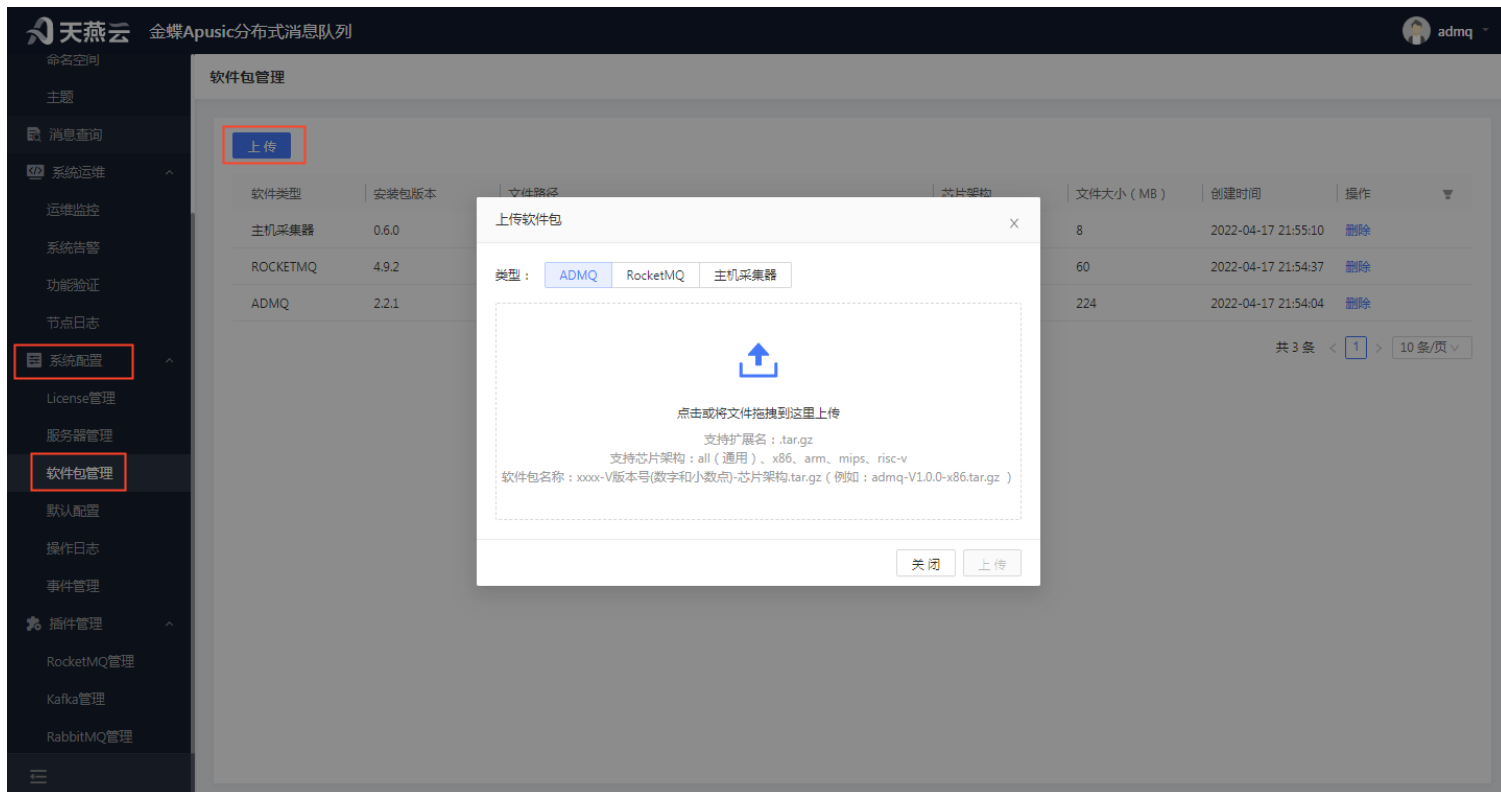 天燕云 金蝶Apusic分布式消息队列
admq
命名空间
主题
消息查询
系统运维
运维监控
系统告警
功能验证
节点日志
系统配置
License管理
服务器管理
软件包管理
默认配置
操作日志
事件管理
插件管理
RocketMQ管理
Kafka管理
RabbitMQ管理
软件包管理
上传
软件类型 安装包版本 文件路径 芯片架构 文件大小（MB） 创建时间 操作
主机采集器 0.6.0 8 2022-04-17 21:55:10 删除
ROCKETMQ 4.9.2 60 2022-04-17 21:54:37 删除
ADMQ 2.2.1 224 2022-04-17 21:54:04 删除
共 3 条 < 1 > 10 条/页
上传软件包 X
类型： ADMQ RocketMQ 主机采集器
点击或将文件拖拽到这里上传
支持扩展名：.tar.gz
支持芯片架构：all（通用）、x86、arm、mips、risc-v
软件包名称：xxxx-V版本号(数字和小数点)-芯片架构.tar.gz（例如：admq-V1.0.0-x86.tar.gz ）
关 闭 上 传